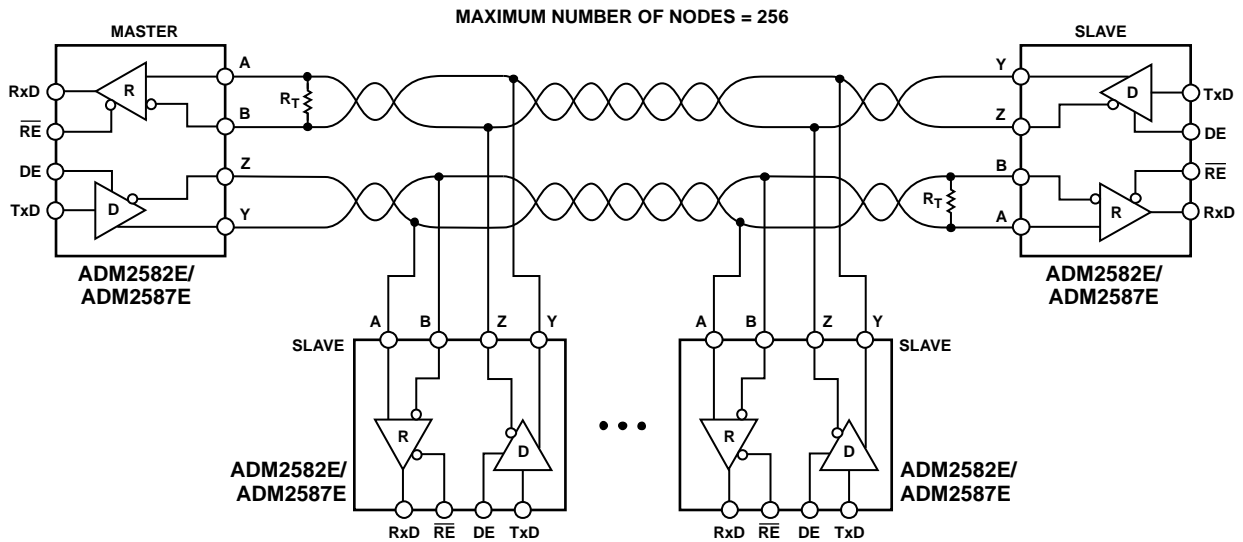 MAXIMUM NUMBER OF NODES = 256
MASTER
SLAVE
A
Y
RxD
R
RT
D
TxD
B
Z
RE
DE
DE
Z
B
RE
TxD
D
Y
RT
A
R
RxD
ADM2582E/
ADM2587E
ADM2582E/
ADM2587E
A B Z Y
A B Z Y
SLAVE
SLAVE
R
D
R
D
ADM2582E/
ADM2587E
ADM2582E/
ADM2587E
RxD RE DE TxD
RxD RE DE TxD